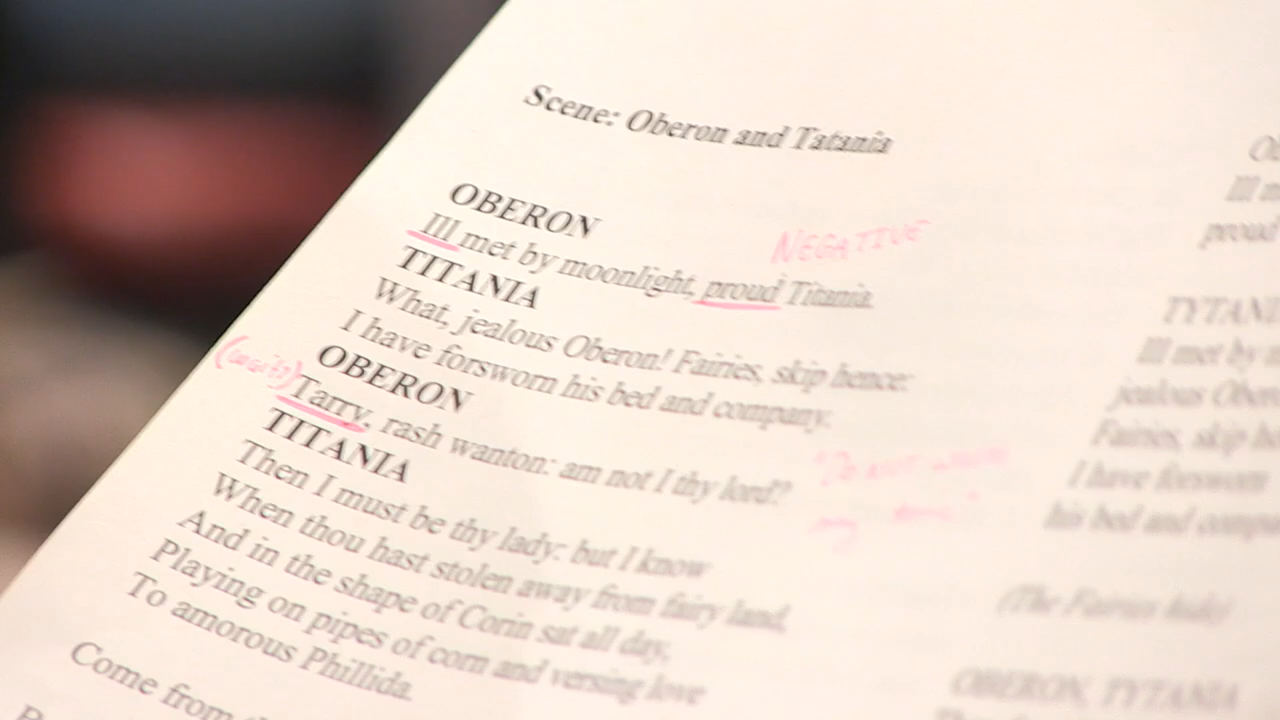 Scene: Oberon and Tatania
OBERON
Ill met by moonlight, proud Titania.
NEGATIVE
TITANIA
What, jealous Oberon! Fairies, skip hence:
I have forsworn his bed and company.
OBERON
(waits)
Tarry, rash wanton: am not I thy lord?
TITANIA
Then I must be thy lady: but I know
When thou hast stolen away from fairy land,
And in the shape of Corin sat all day,
Playing on pipes of corn and versing love
To amorous Phillida.
Come from
Ill
proud
TYTANI
Ill met by
jealous Ober
Fairies, skip
I have forsworn
his bed and compa
(The Fairies hide)
OBERON, TYTANIA